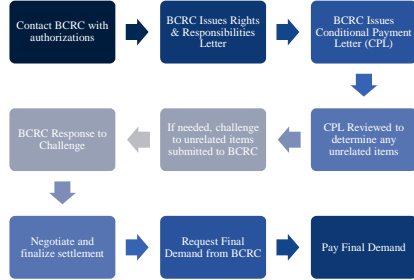 Contact BCRC with
authorizations
BCRC Issues Rights
& Responsibilities
Letter
BCRC Issues
Conditional Payment
Letter (CPL)
CPL Reviewed to
determine any
unrelated items
If needed, challenge
to unrelated items
submitted to BCRC
BCRC Response to
Challenge
Negotiate and
finalize settlement
Request Final
Demand from BCRC
Pay Final Demand